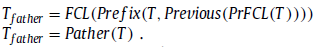 T_father = FCL(Prefix(T, Previous(PrFCL(T))))
T_father = Pather(T) .